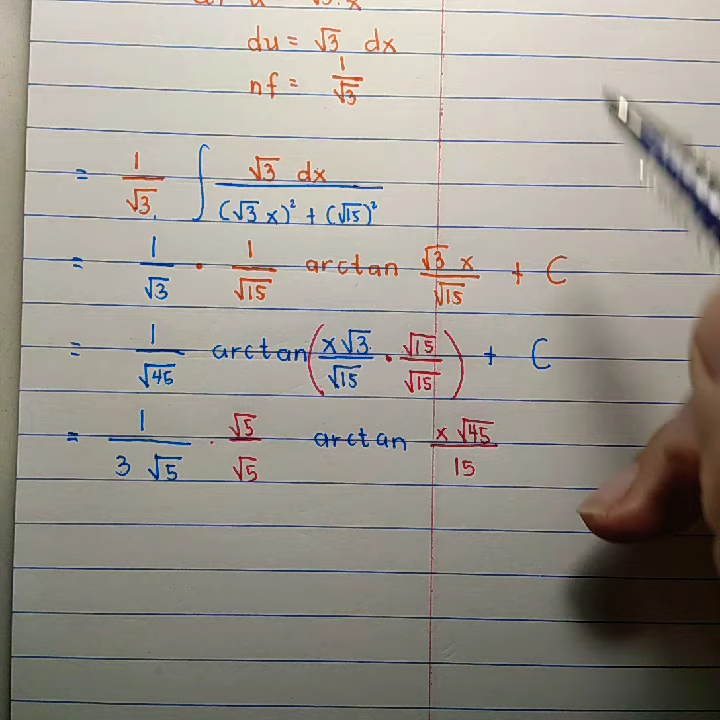 u = √3·x
du = √3 dx
nf = 1/√3
= 1/√3 ∫ √3 dx / (√3 x)² + (√15)²
= 1/√3 · 1/√15 arctan √3 x/√15 + C
= 1/√45 arctan(x√3/√15 · √15/√15) + C
= 1/3√5 · √5/√5 arctan x√45/15